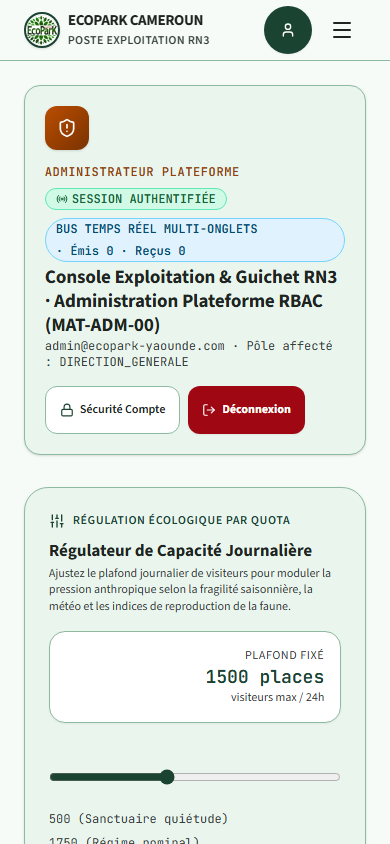 EcoPark
ECOPARK CAMEROUN
POSTE EXPLOITATION RN3
ADMINISTRATEUR PLATEFORME
SESSION AUTHENTIFIÉE
BUS TEMPS RÉEL MULTI-ONGLETS
· Émis 0 · Reçus 0
Console Exploitation & Guichet RN3
· Administration Plateforme RBAC
(MAT-ADM-00)
admin@ecopark-yaounde.com · Pôle affecté
: DIRECTION_GENERALE
Sécurité Compte
Déconnexion
RÉGULATION ÉCOLOGIQUE PAR QUOTA
Régulateur de Capacité Journalière
Ajustez le plafond journalier de visiteurs pour moduler la
pression anthropique selon la fragilité saisonnière, la
météo et les indices de reproduction de la faune.
PLAFOND FIXÉ
1500 places
visiteurs max / 24h
500 (Sanctuaire quiétude)
1750 (Régime nominal)